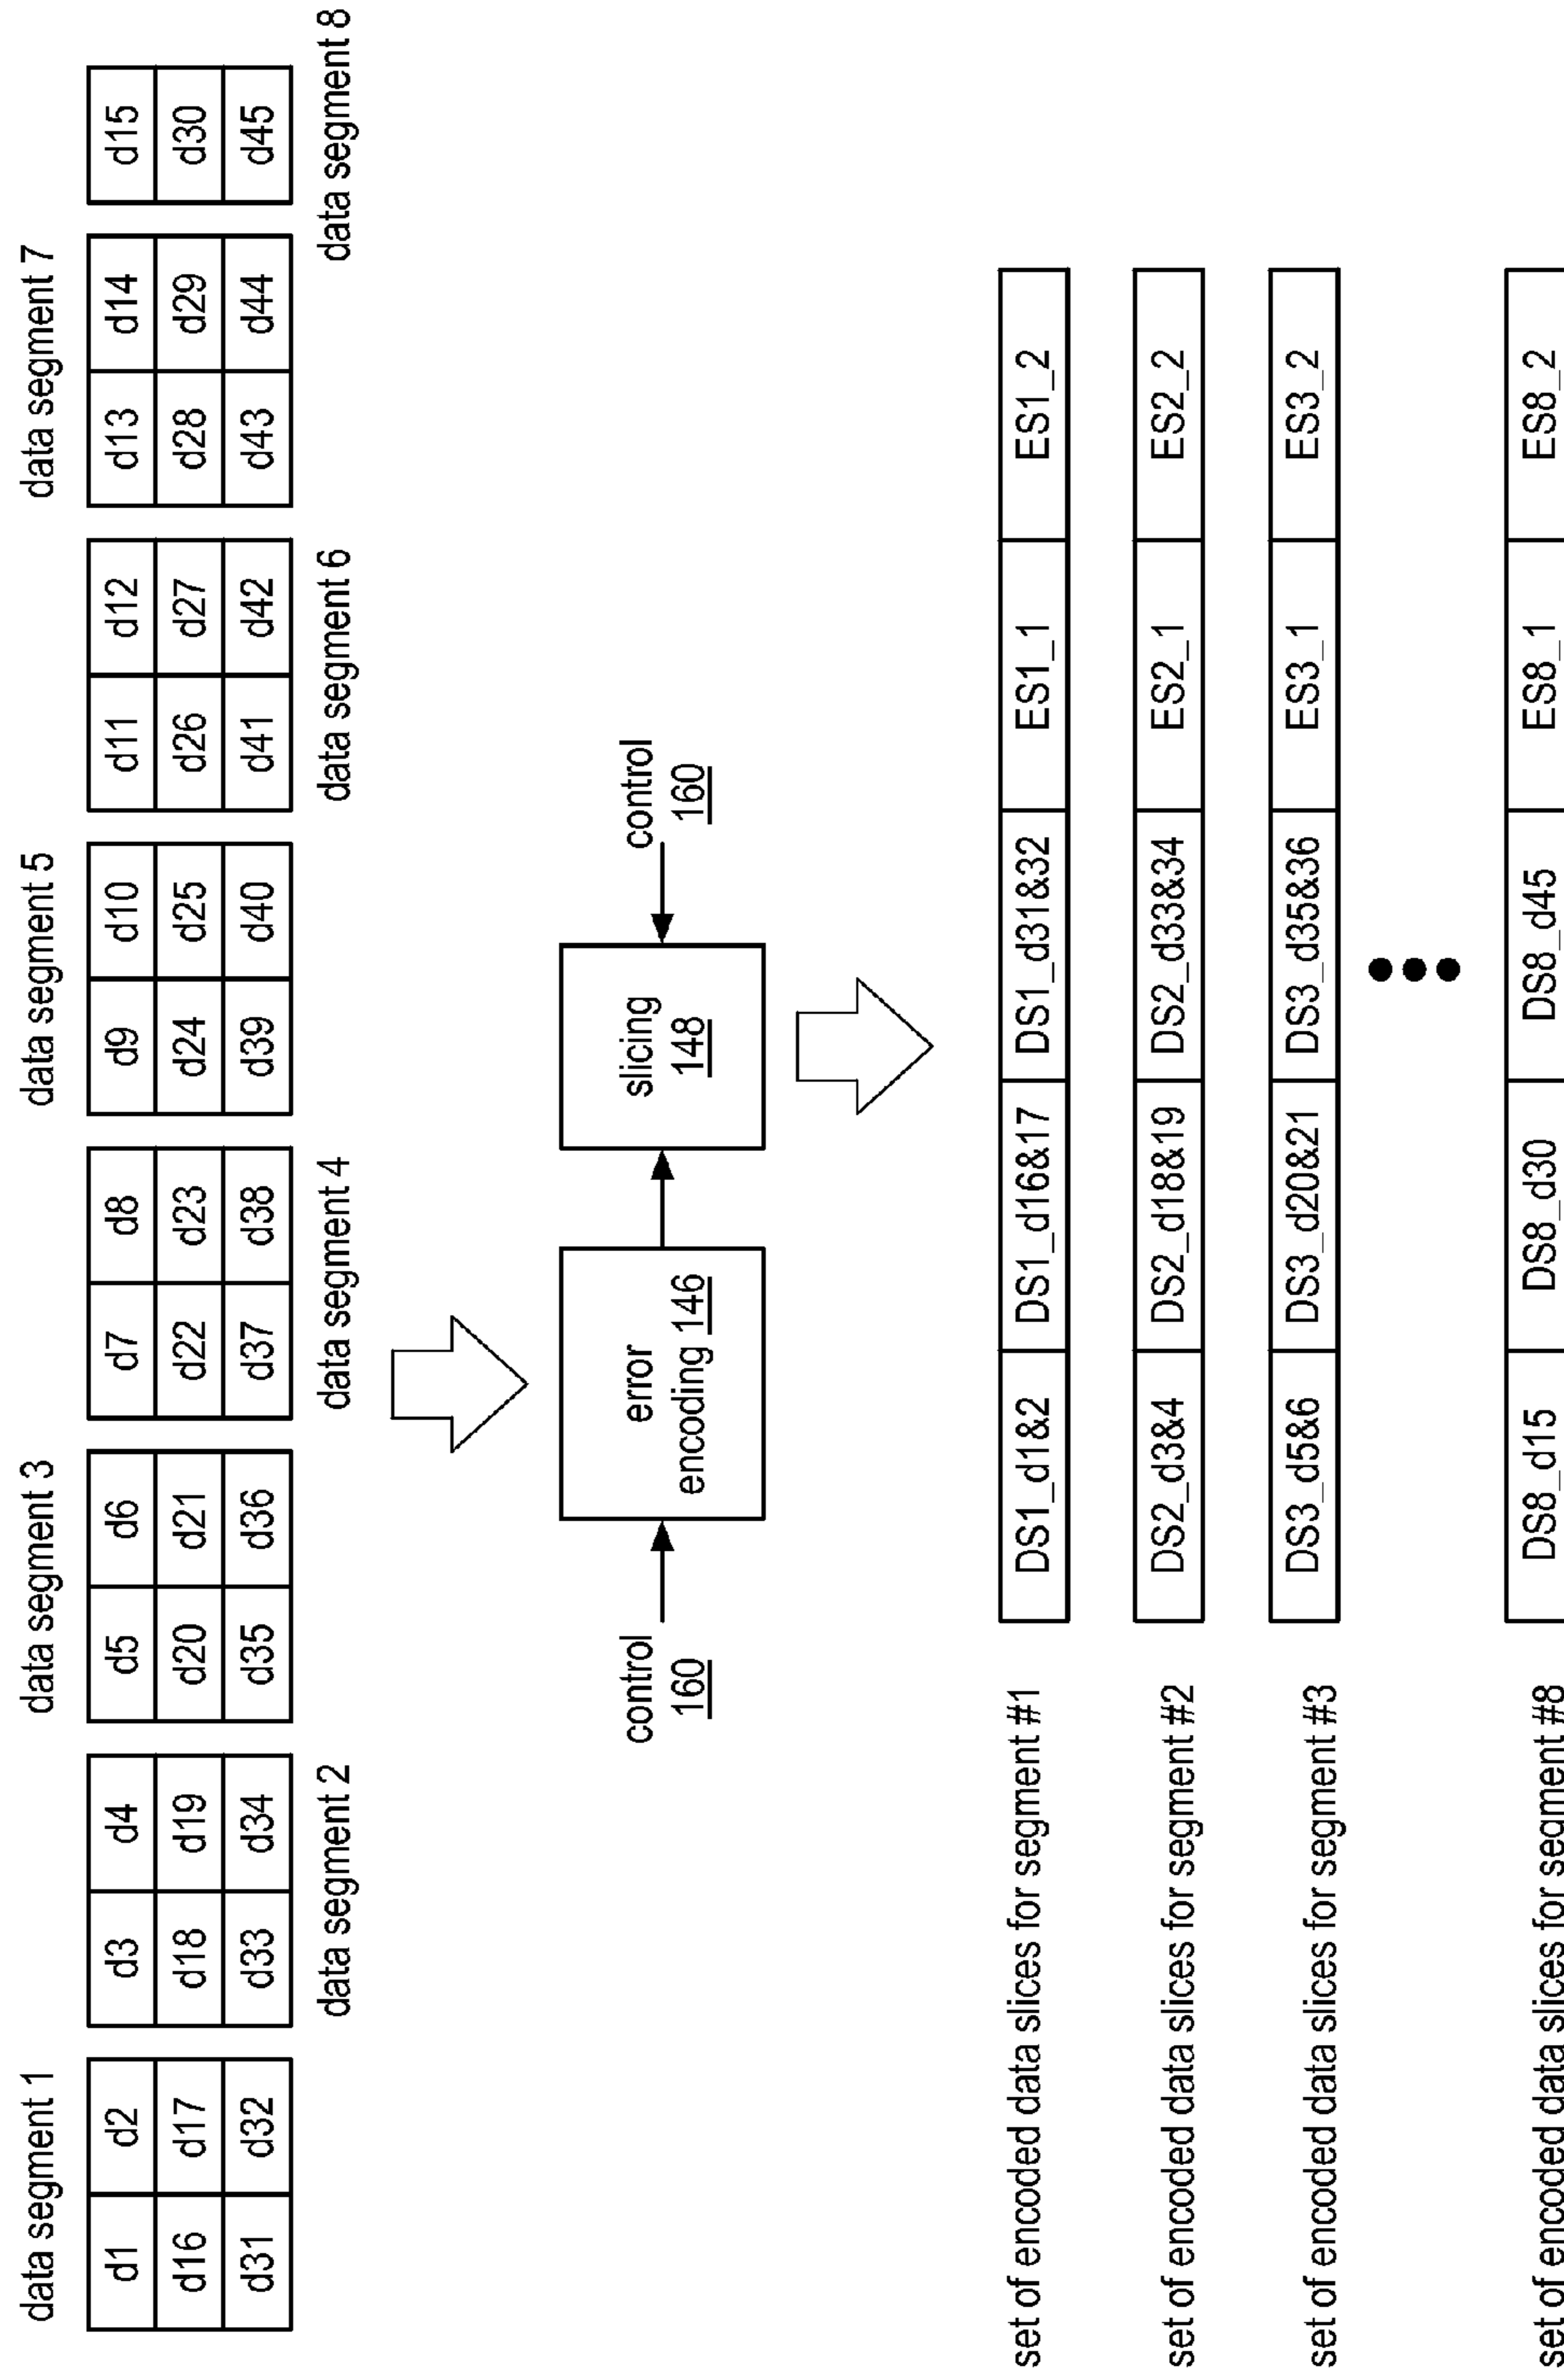 data segment 1
data segment 3
data segment 5
data segment 7
d1 d2 d3 d4 d5 d6 d7 d8 d9 d10 d11 d12 d13 d14 d15
d16 d17 d18 d19 d20 d21 d22 d23 d24 d25 d26 d27 d28 d29 d30
d31 d32 d33 d34 d35 d36 d37 d38 d39 d40 d41 d42 d43 d44 d45
data segment 2
data segment 4
data segment 6
data segment 8
control
160
error
encoding 146
slicing
148
control
160
set of encoded data slices for segment #1 DS1_d1&2 DS1_d16&17 DS1_d31&32 ES1_1 ES1_2
set of encoded data slices for segment #2 DS2_d3&4 DS2_d18&19 DS2_d33&34 ES2_1 ES2_2
set of encoded data slices for segment #3 DS3_d5&6 DS3_d20&21 DS3_d35&36 ES3_1 ES3_2
set of encoded data slices for segment #8 DS8_d15 DS8_d30 DS8_d45 ES8_1 ES8_2